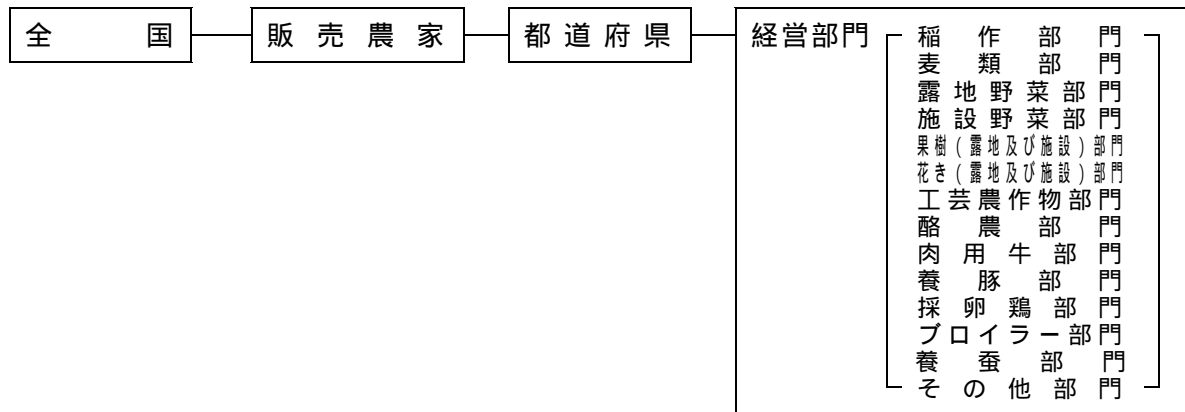 全国 販売農家 都道府県 経営部門 稲作部門
麦類部門
露地野菜部門
施設野菜部門
果樹(露地及び施設)部門
花き(露地及び施設)部門
工芸農作物部門
酪農部門
肉用牛部門
養豚部門
採卵鶏部門
ブロイラー部門
養蚕部門
その他部門